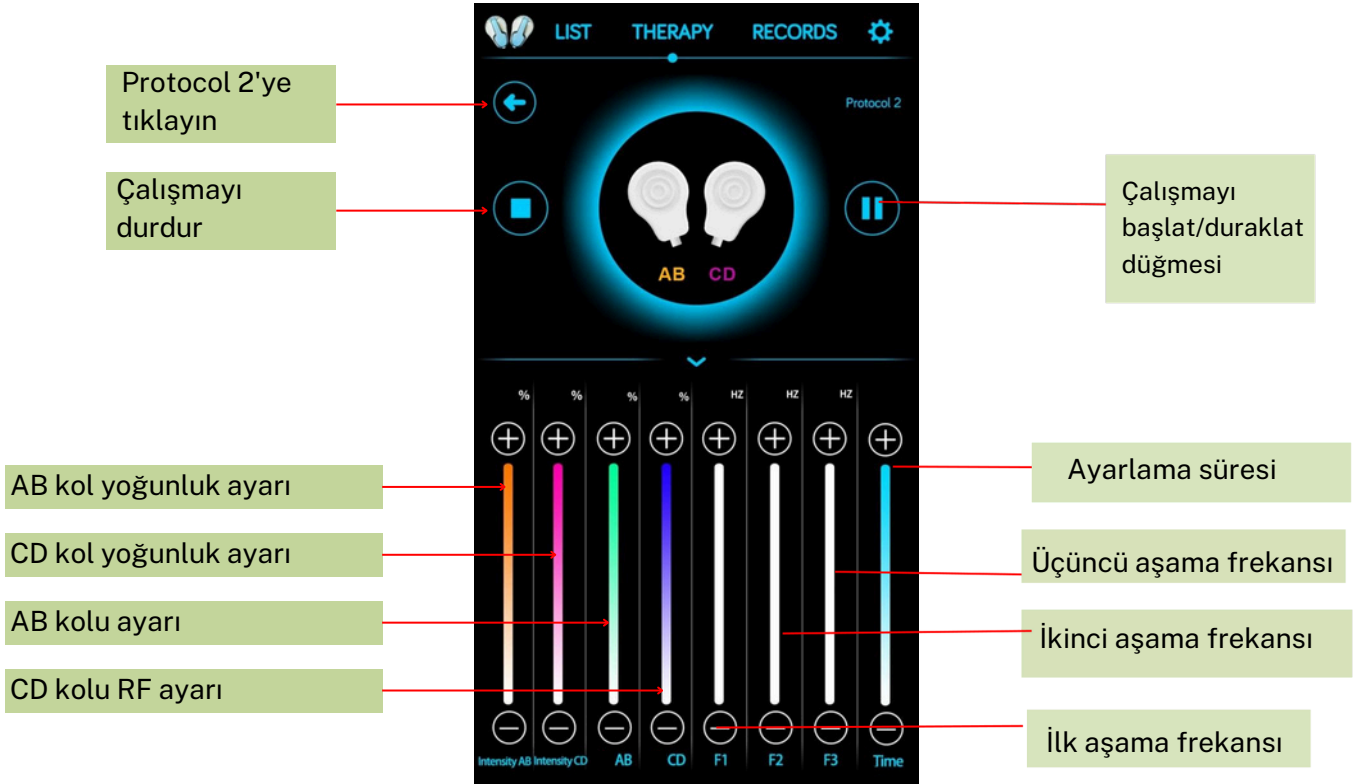 LIST THERAPY RECORDS
Protocol 2'ye
tıklayın
Protocol 2
Çalışmayı
durdur
Çalışmayı
başlat/duraklat
düğmesi
AB CD
% % % % HZ HZ HZ
AB kol yoğunluk ayarı
CD kol yoğunluk ayarı
AB kolu ayarı
CD kolu RF ayarı
Ayarlama süresi
Üçüncü aşama frekansı
İkinci aşama frekansı
İlk aşama frekansı
Intensity AB Intensity CD AB CD F1 F2 F3 Time